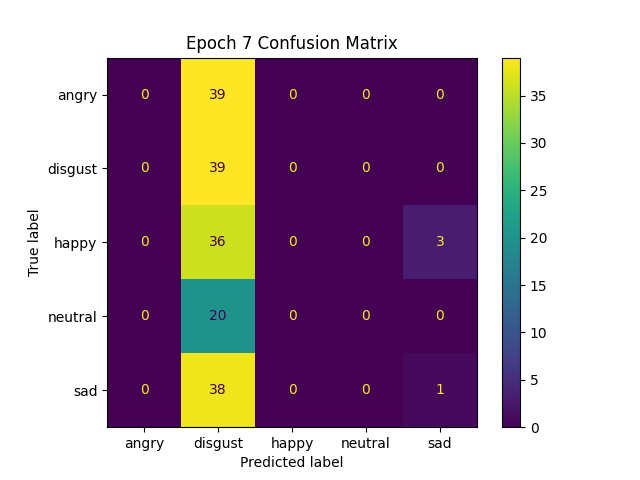 Epoch 7 Confusion Matrix
True label
angry 0 39 0 0 0
disgust 0 39 0 0 0
happy 0 36 0 0 3
neutral 0 20 0 0 0
sad 0 38 0 0 1
angry disgust happy neutral sad
Predicted label
35
30
25
20
15
10
5
0